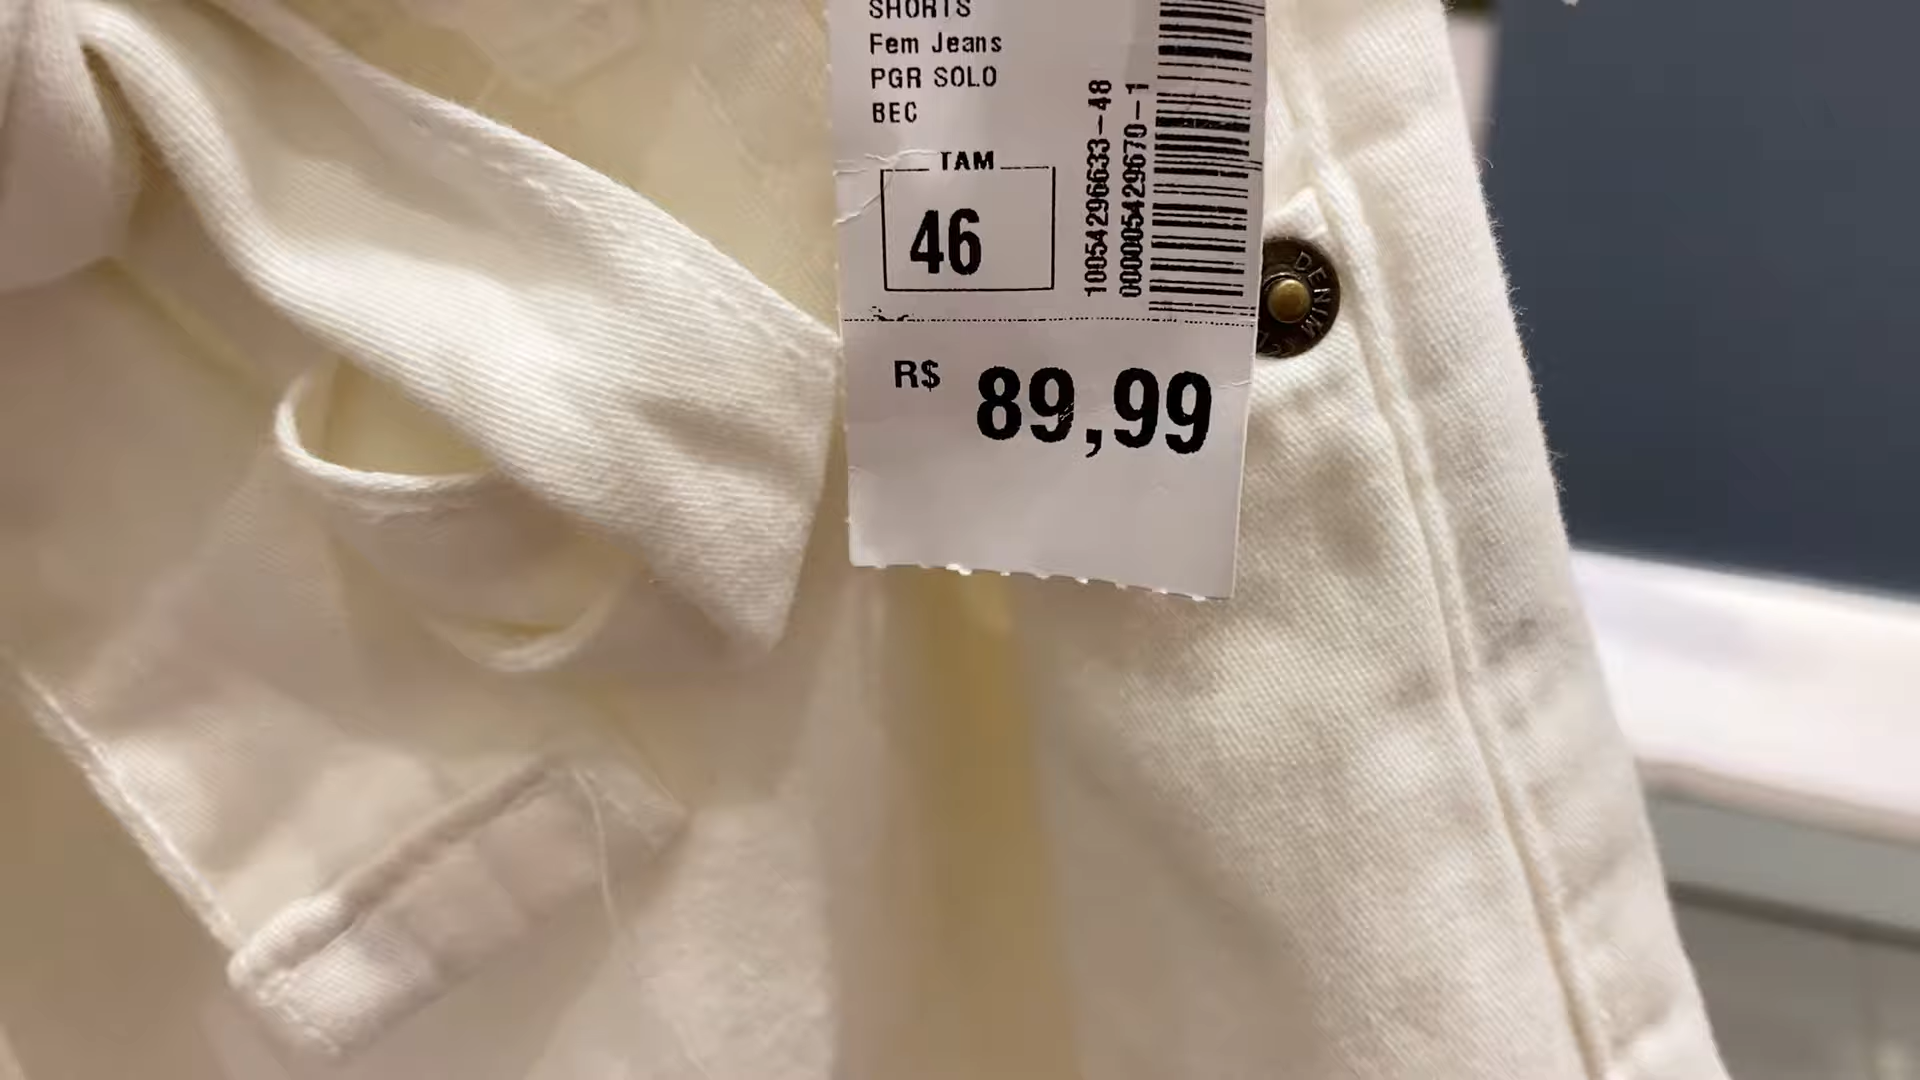 SHORTS
Fem Jeans
PGR SOLO
BEC
TAM
46
10054296633-48
000005429670-1
R$ 89,99
DENIM